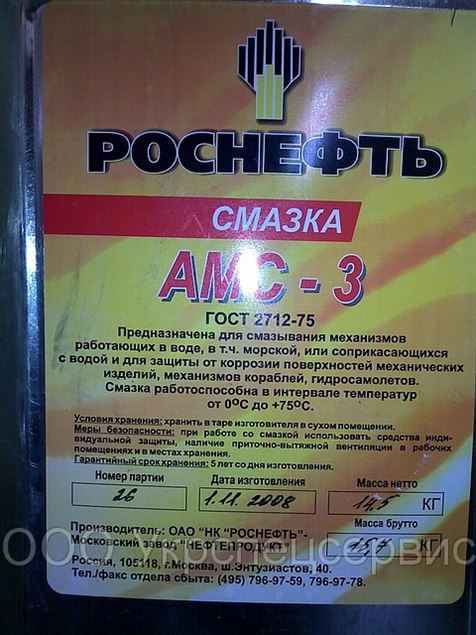 РОСНЕФТЬ
СМАЗКА
АМС - 3
ГОСТ 2712-75
Предназначена для смазывания механизмов
работающих в воде, в т.ч. морской, или соприкасающихся
с водой и для защиты от коррозии поверхностей механических
изделий, механизмов кораблей, гидросамолетов.
Смазка работоспособна в интервале температур
от 0ºС до +75ºС.
Условия хранения: хранить в таре изготовителя в сухом помещении.
Меры безопасности: при работе со смазкой использовать средства инди-
видуальной защиты, наличие приточно-вытяжной вентиляции в рабочих
помещениях и в местах хранения.
Гарантийный срок хранения: 5 лет со дня изготовления.
Номер партии Дата изготовления Масса нетто
26 1.11.2008 14,5 КГ
Масса брутто
КГ
Производитель: ОАО "НК "РОСНЕФТЬ"-
Московский завод "НЕФТЕПРОДУКТ"
Россия, 105118, г.Москва, ш.Энтузиастов, 40.
Тел./факс отдела сбыта: (495) 796-97-59, 796-97-78.